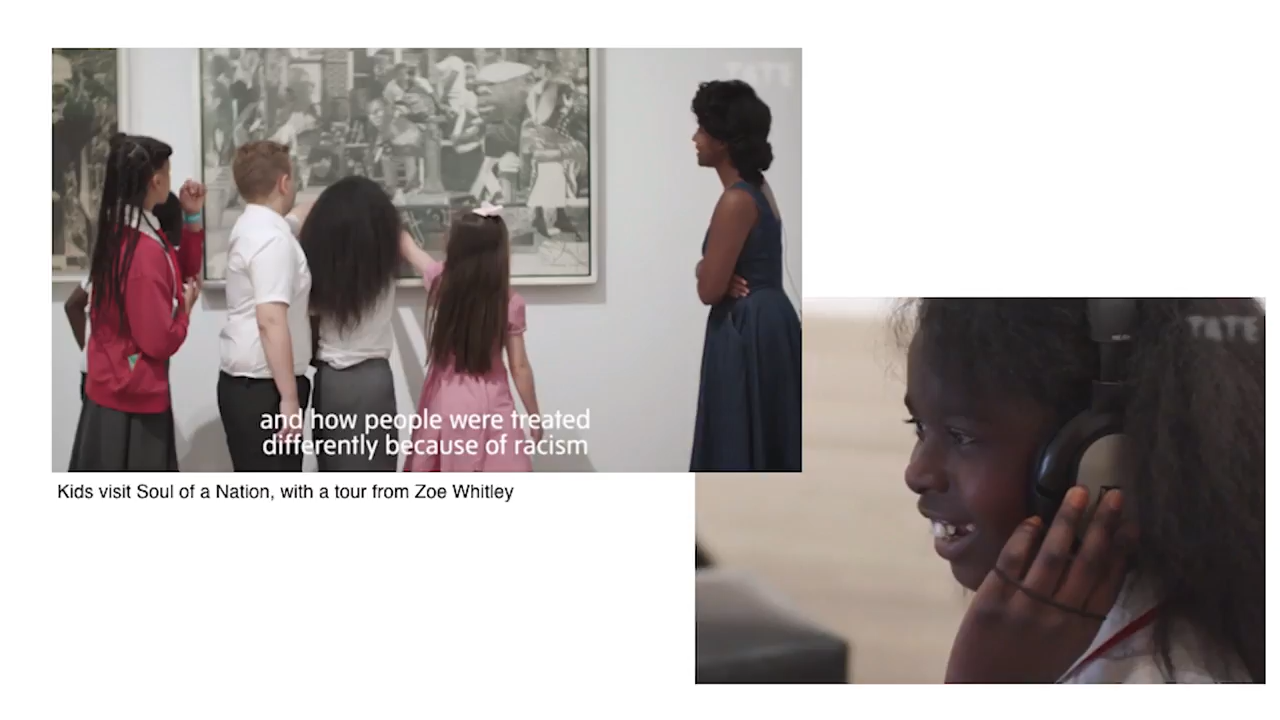 TATE
and how people were treated
differently because of racism
Kids visit Soul of a Nation, with a tour from Zoe Whitley
TATE